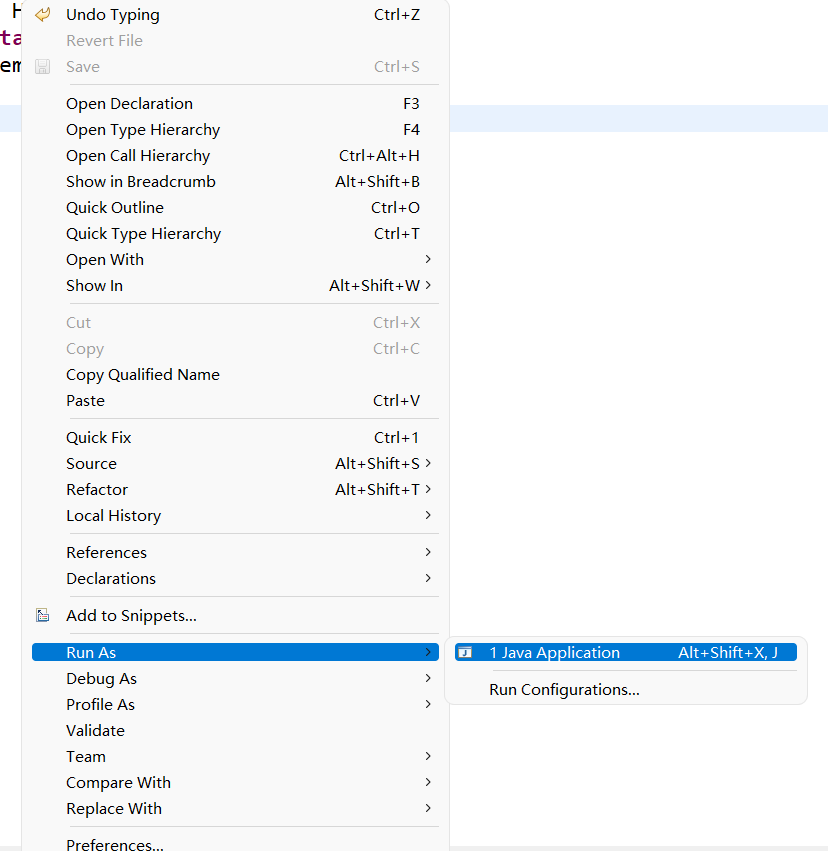 Undo Typing Ctrl+Z
Revert File
Save Ctrl+S
Open Declaration F3
Open Type Hierarchy F4
Open Call Hierarchy Ctrl+Alt+H
Show in Breadcrumb Alt+Shift+B
Quick Outline Ctrl+O
Quick Type Hierarchy Ctrl+T
Open With
Show In Alt+Shift+W
Cut Ctrl+X
Copy Ctrl+C
Copy Qualified Name
Paste Ctrl+V
Quick Fix Ctrl+1
Source Alt+Shift+S
Refactor Alt+Shift+T
Local History
References
Declarations
Add to Snippets...
Run As
1 Java Application Alt+Shift+X, J
Debug As
Run Configurations...
Profile As
Validate
Team
Compare With
Replace With
Preferences...